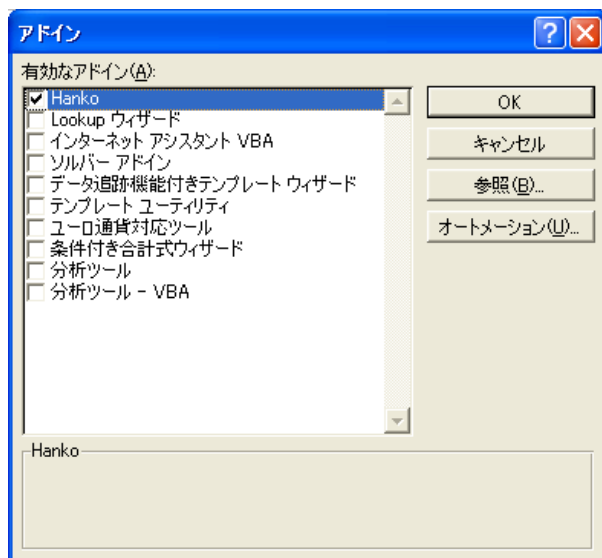 アドイン
有効なアドイン(A):
Hanko
Lookup ウィザード
インターネット アシスタント VBA
ソルバー アドイン
データ追跡機能付きテンプレート ウィザード
テンプレート ユーティリティ
ユーロ通貨対応ツール
条件付き合計式ウィザード
分析ツール
分析ツール - VBA
OK
キャンセル
参照(B)...
オートメーション(U)...
Hanko